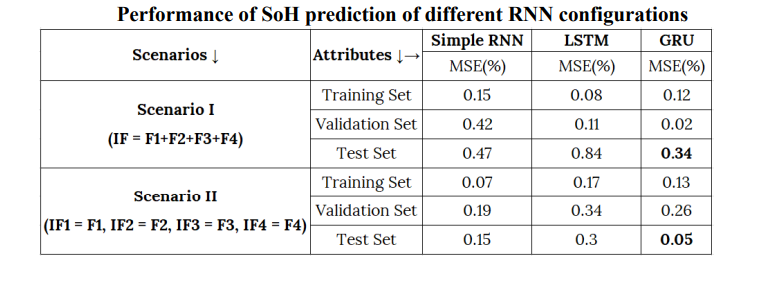 Performance of SoH prediction of different RNN configurations
Scenarios ↓ Attributes ↓→ Simple RNN LSTM GRU
MSE(%) MSE(%) MSE(%)
Scenario I
(IF = F1+F2+F3+F4)
Training Set 0.15 0.08 0.12
Validation Set 0.42 0.11 0.02
Test Set 0.47 0.84 0.34
Scenario II
(IF1 = F1, IF2 = F2, IF3 = F3, IF4 = F4)
Training Set 0.07 0.17 0.13
Validation Set 0.19 0.34 0.26
Test Set 0.15 0.3 0.05